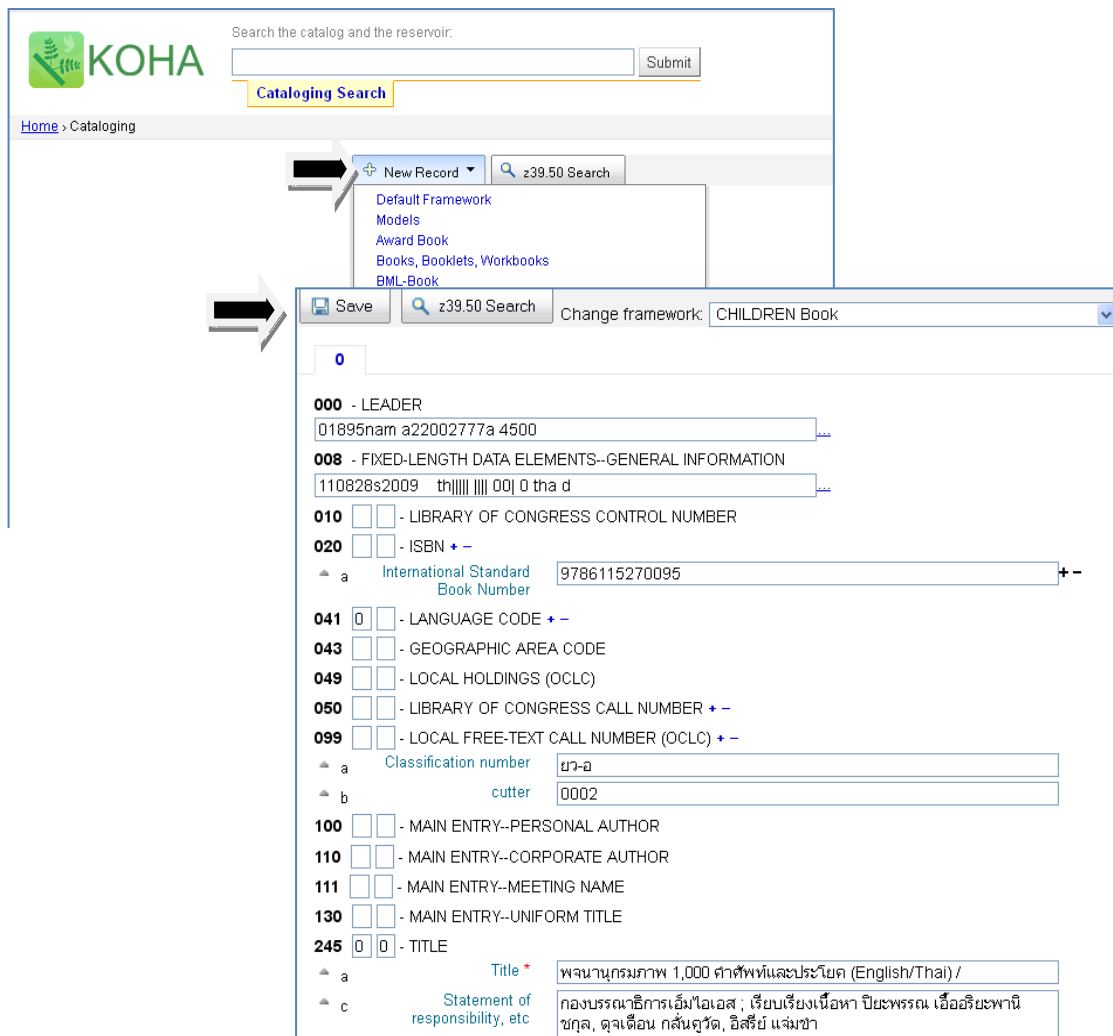 KOHA
Search the catalog and the reservoir:
Submit
Cataloging Search
Home › Cataloging
New Record
z39.50 Search
Default Framework
Models
Award Book
Books, Booklets, Workbooks
BML-Book
Save
z39.50 Search
Change framework:
CHILDREN Book
0
000 - LEADER
01895nam a22002777a 4500
...
008 - FIXED-LENGTH DATA ELEMENTS--GENERAL INFORMATION
110828s2009 th||||| |||| 00| 0 tha d
...
010 - LIBRARY OF CONGRESS CONTROL NUMBER
020 - ISBN + −
a International Standard
Book Number
9786115270095
+ −
041 0 - LANGUAGE CODE + −
043 - GEOGRAPHIC AREA CODE
049 - LOCAL HOLDINGS (OCLC)
050 - LIBRARY OF CONGRESS CALL NUMBER + −
099 - LOCAL FREE-TEXT CALL NUMBER (OCLC) + −
a Classification number ยว-อ
b cutter 0002
100 - MAIN ENTRY--PERSONAL AUTHOR
110 - MAIN ENTRY--CORPORATE AUTHOR
111 - MAIN ENTRY--MEETING NAME
130 - MAIN ENTRY--UNIFORM TITLE
245 0 0 - TITLE
a Title * พจนานุกรมภาพ 1,000 คำศัพท์และประโยค (English/Thai) /
c Statement of
responsibility, etc
กองบรรณาธิการเอ็มไอเอส ; เรียบเรียงเนื้อหา ปิยะพรรณ เอื้ออริยะพานิ
ชกุล, ดุจเดือน กลั่นคูวัด, อิสรีย์ แจ่มขำ